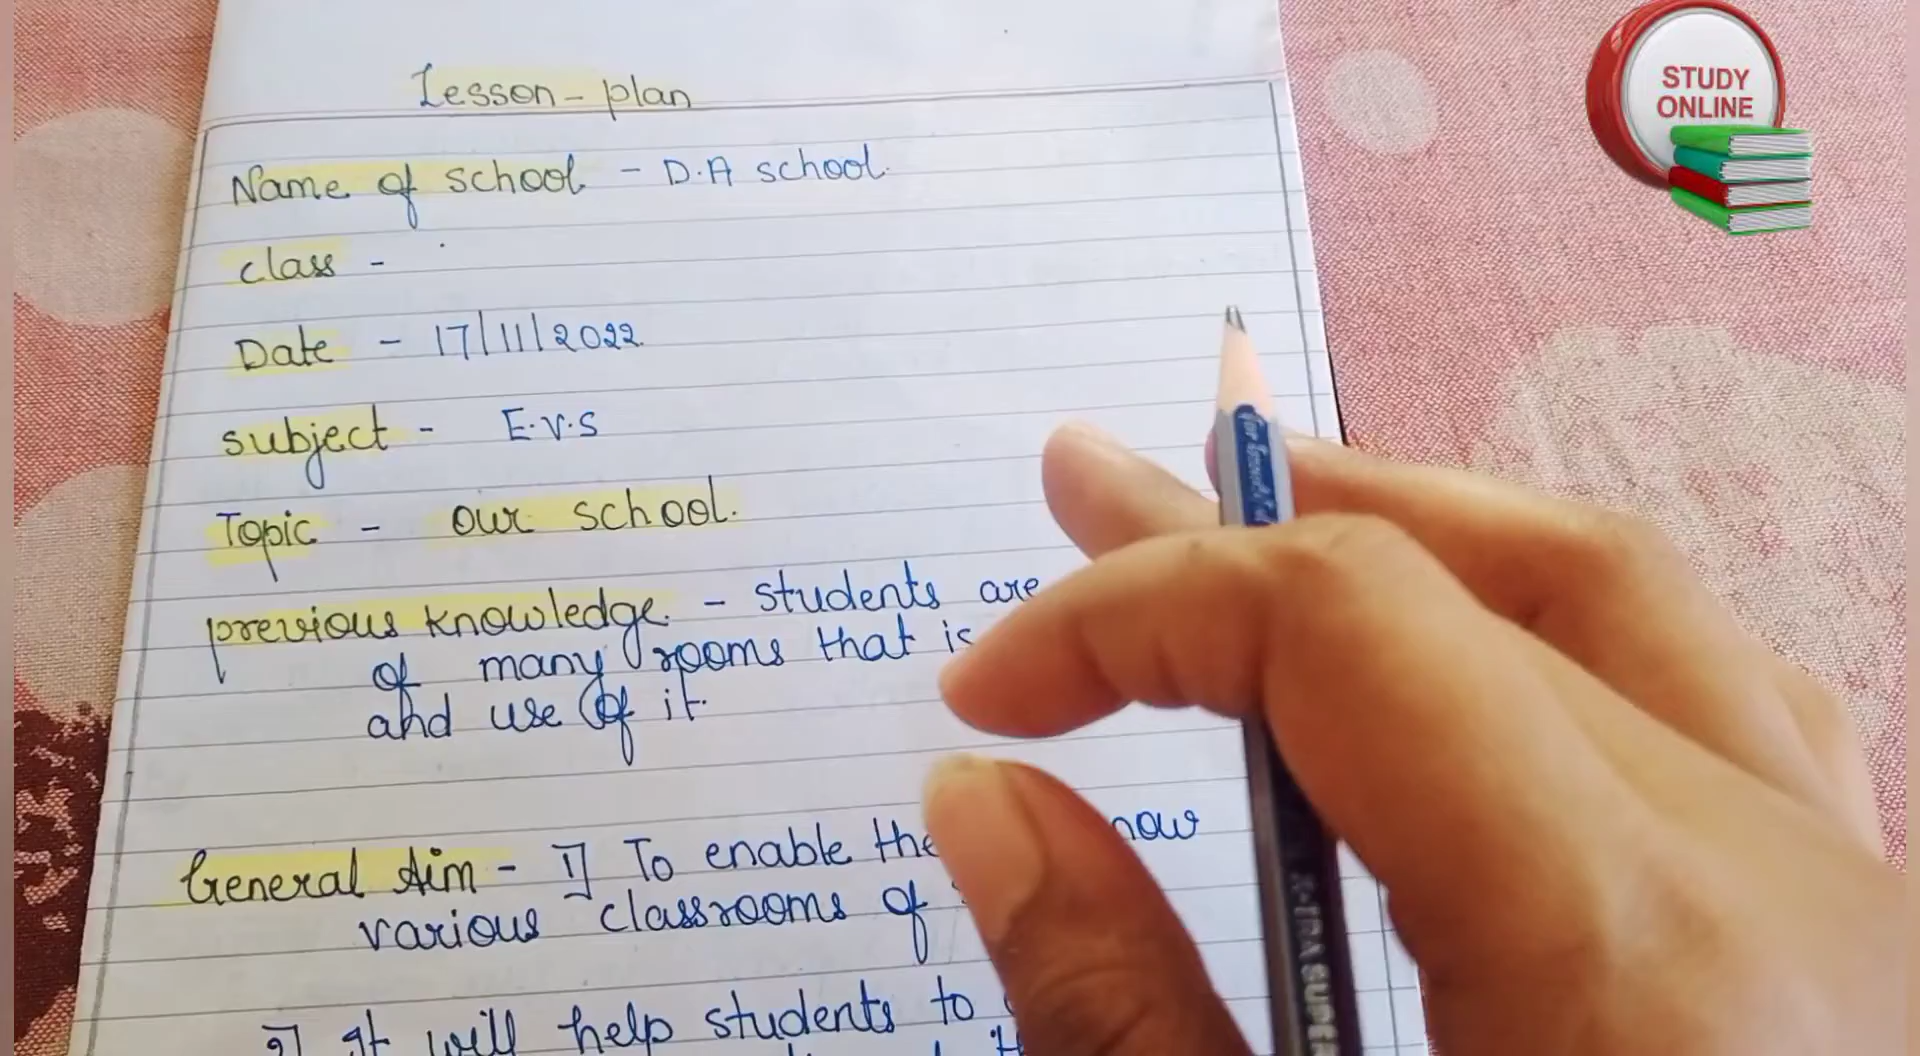 Lesson - plan
Name of school - D.A school.
class -
Date - 17/11/2022.
subject - E.V.S
Topic - our school.
previous knowledge. - students are
of many rooms that is
and use of it.
General Aim - 1] To enable the now
various classrooms of
2] It will help students to
STUDY
ONLINE